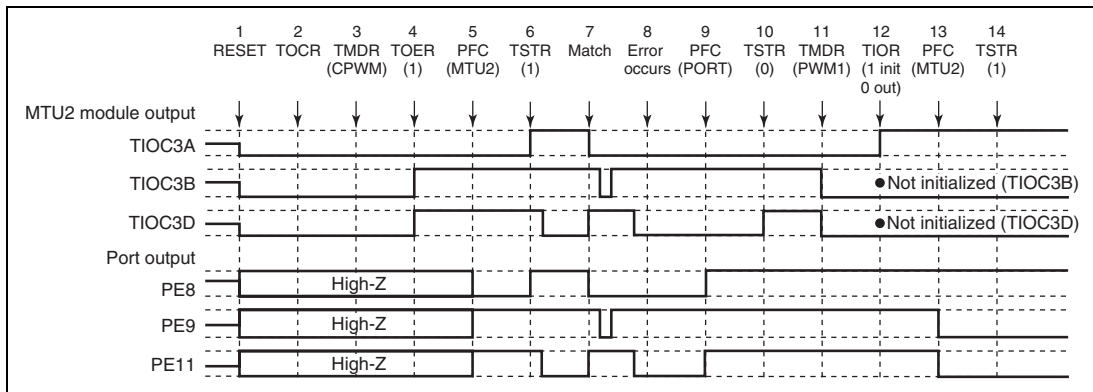 1 2 3 4 5 6 7 8 9 10 11 12 13 14
RESET TOCR TMDR TOER PFC TSTR Match Error PFC TSTR TMDR TIOR PFC TSTR
(CPWM) (1) (MTU2) (1) occurs (PORT) (0) (PWM1) (1 init (MTU2) (1)
0 out)
MTU2 module output
TIOC3A
TIOC3B ●Not initialized (TIOC3B)
TIOC3D ●Not initialized (TIOC3D)
Port output
PE8 High-Z
PE9 High-Z
PE11 High-Z